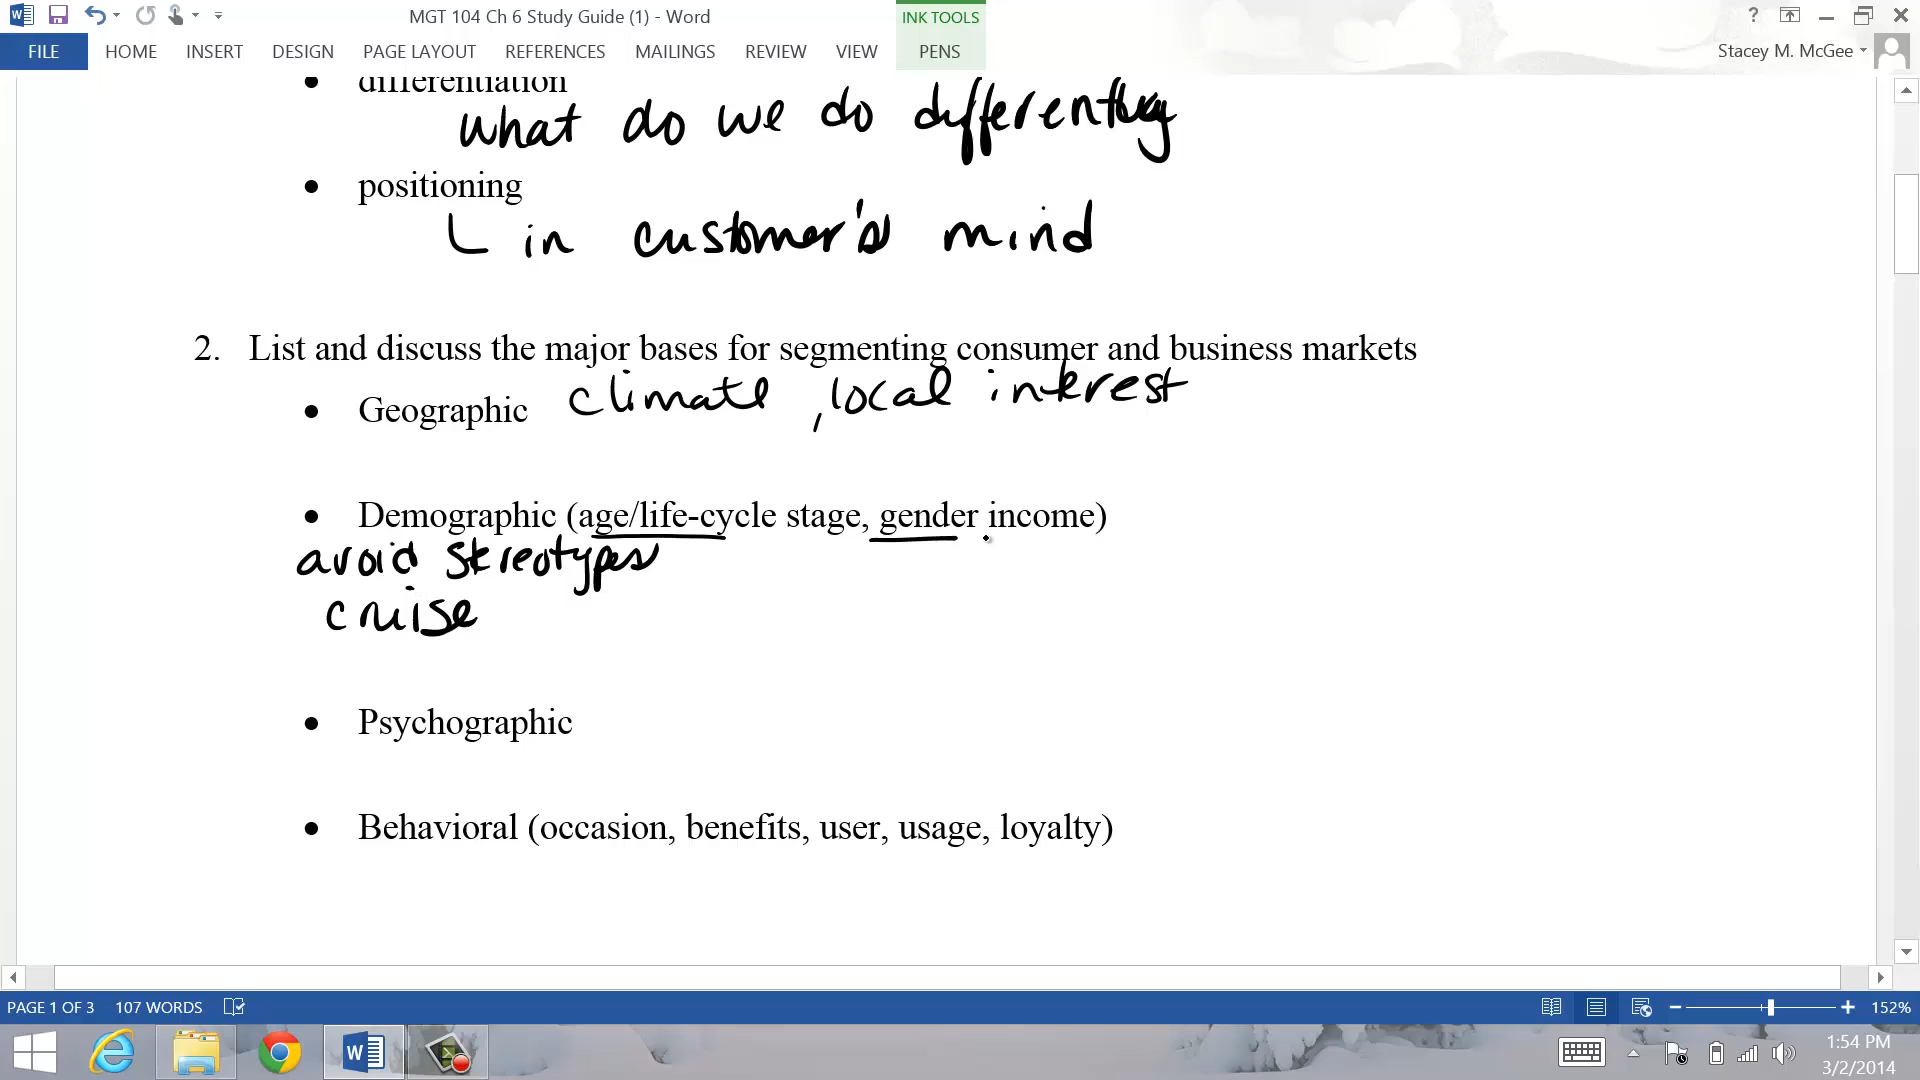 MGT 104 Ch 6 Study Guide (1) - Word
INK TOOLS
?
FILE HOME INSERT DESIGN PAGE LAYOUT REFERENCES MAILINGS REVIEW VIEW PENS
Stacey M. McGee
• differentiation
what do we do differently
• positioning
in customer's mind
2. List and discuss the major bases for segmenting consumer and business markets
• Geographic climate, local interest
• Demographic (age/life-cycle stage, gender income)
avoid stereotypes
cruise
• Psychographic
• Behavioral (occasion, benefits, user, usage, loyalty)
PAGE 1 OF 3 107 WORDS
152%
1:54 PM
3/2/2014